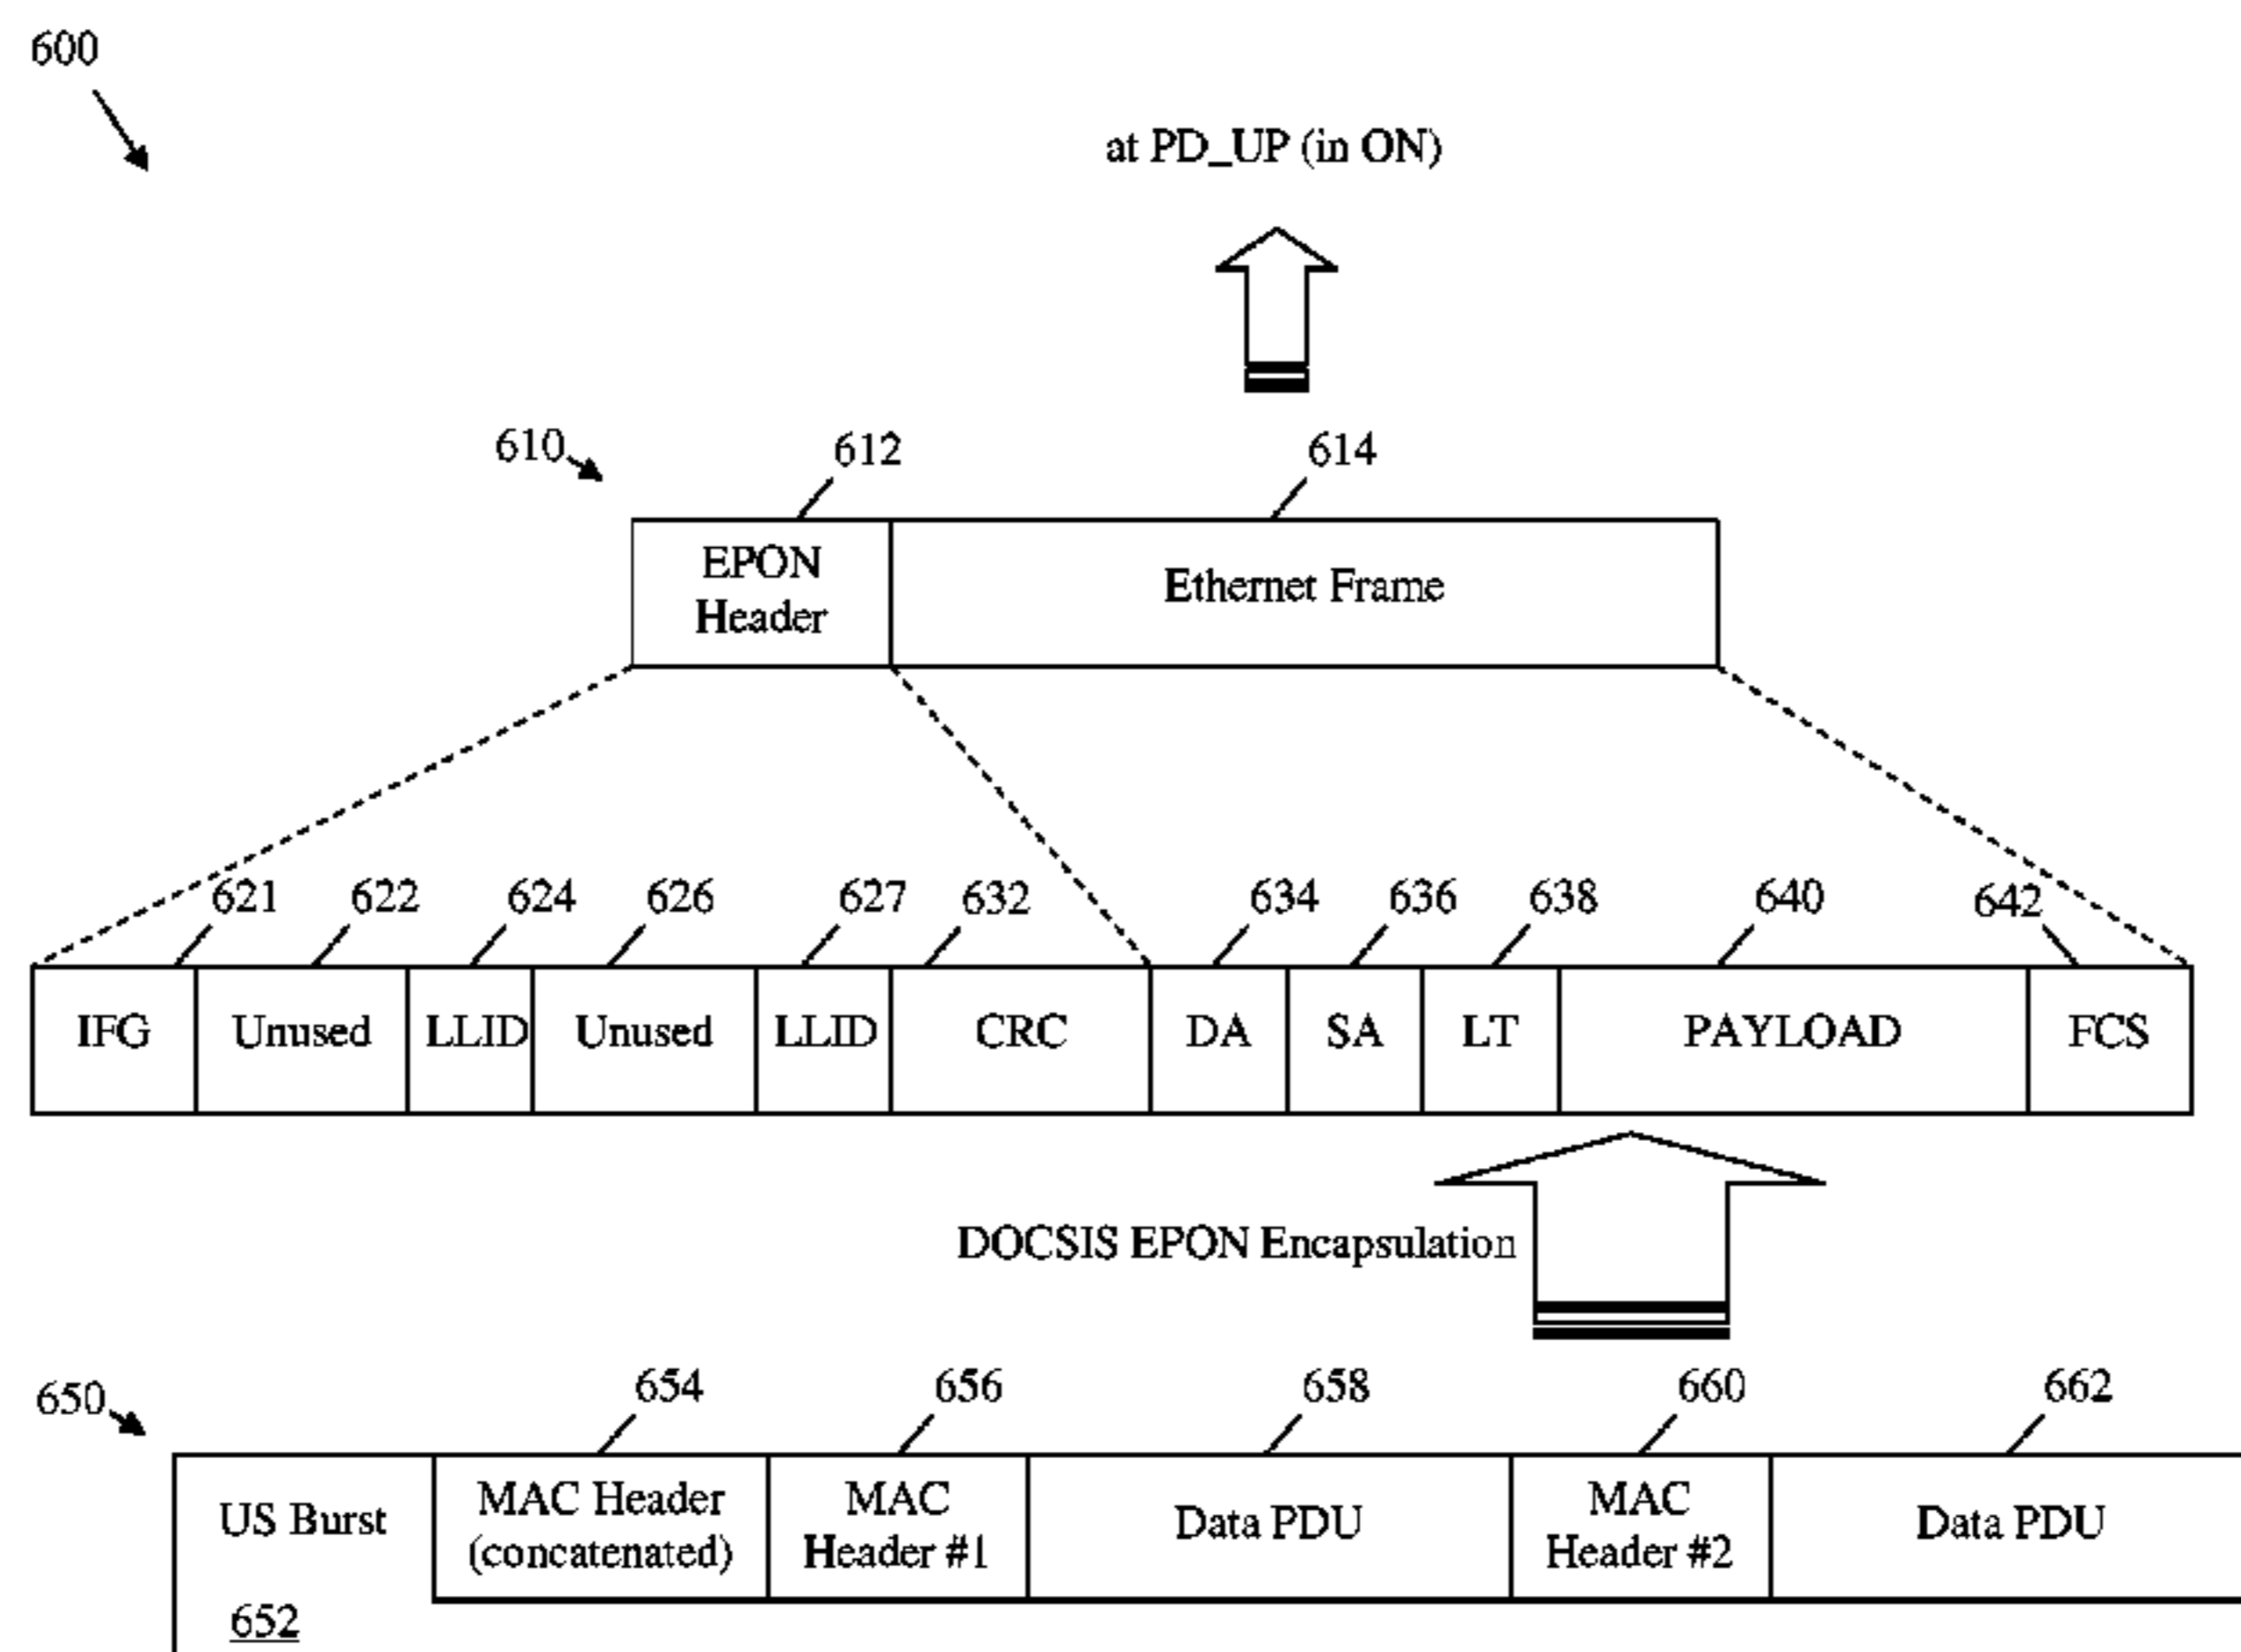 600
at PD_UP (in ON)
610
612
614
EPON
Header
Ethernet Frame
621
622
624
626
627
632
634
636
638
640
642
IFG
Unused
LLID
Unused
LLID
CRC
DA
SA
LT
PAYLOAD
FCS
DOCSIS EPON Encapsulation
650
654
656
658
660
662
US Burst
652
MAC Header
(concatenated)
MAC
Header #1
Data PDU
MAC
Header #2
Data PDU